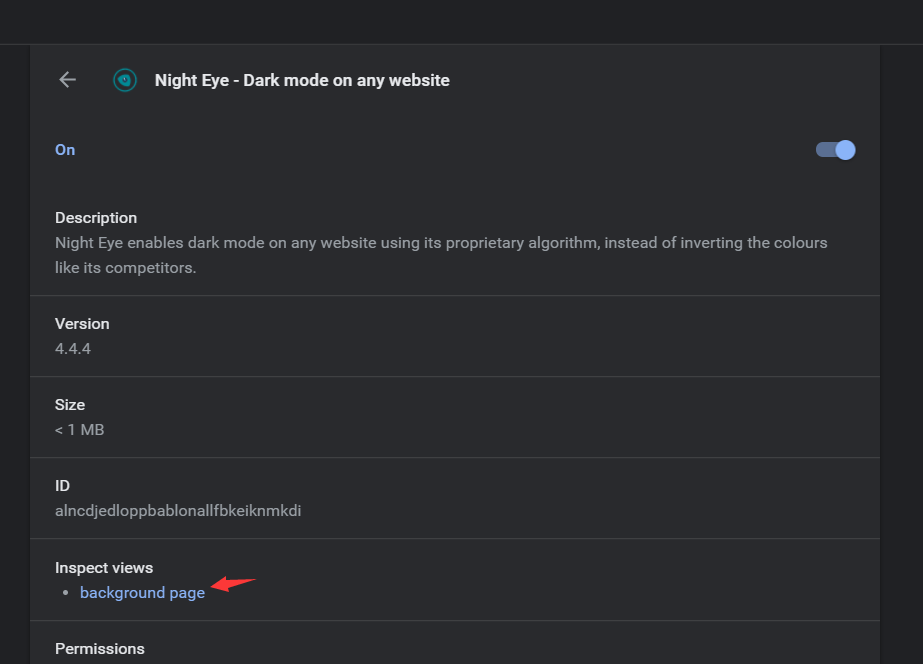 Night Eye - Dark mode on any website
On
Description
Night Eye enables dark mode on any website using its proprietary algorithm, instead of inverting the colours
like its competitors.
Version
4.4.4
Size
< 1 MB
ID
alncdjedloppbablonallfbkeiknmkdi
Inspect views
• background page
Permissions